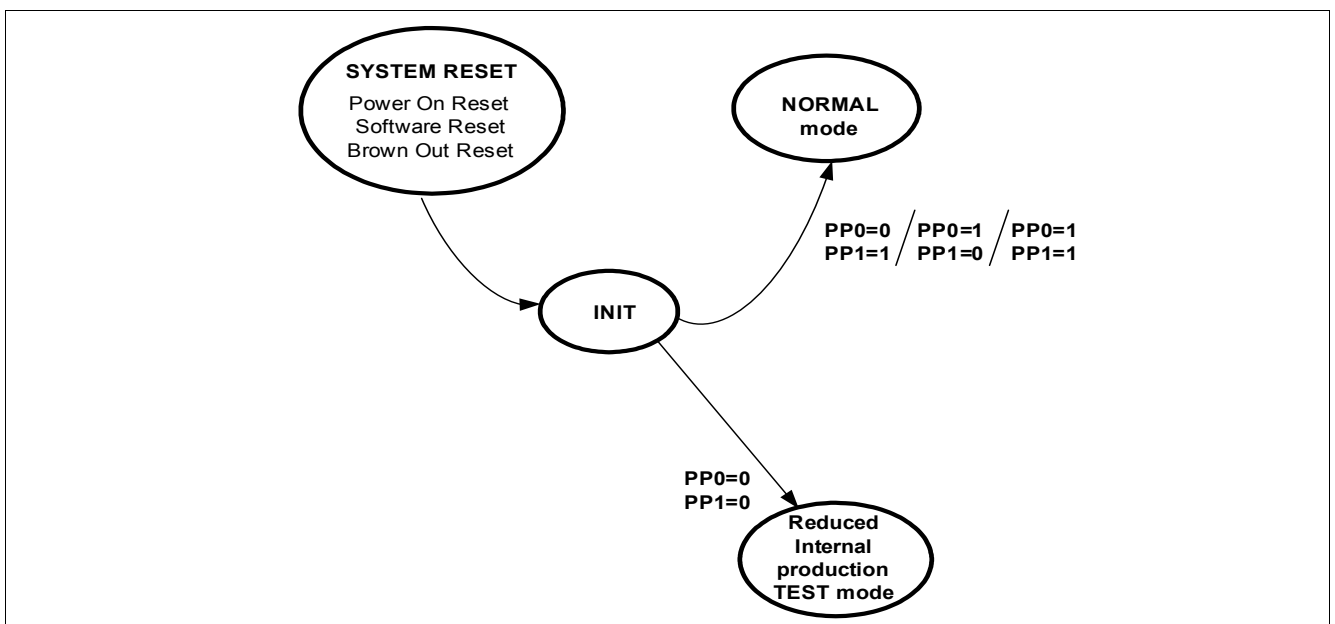 SYSTEM RESET
Power On Reset
Software Reset
Brown Out Reset
NORMAL
mode
PP0=0 / PP0=1 / PP0=1
PP1=1 / PP1=0 / PP1=1
INIT
PP0=0
PP1=0
Reduced
Internal
production
TEST mode